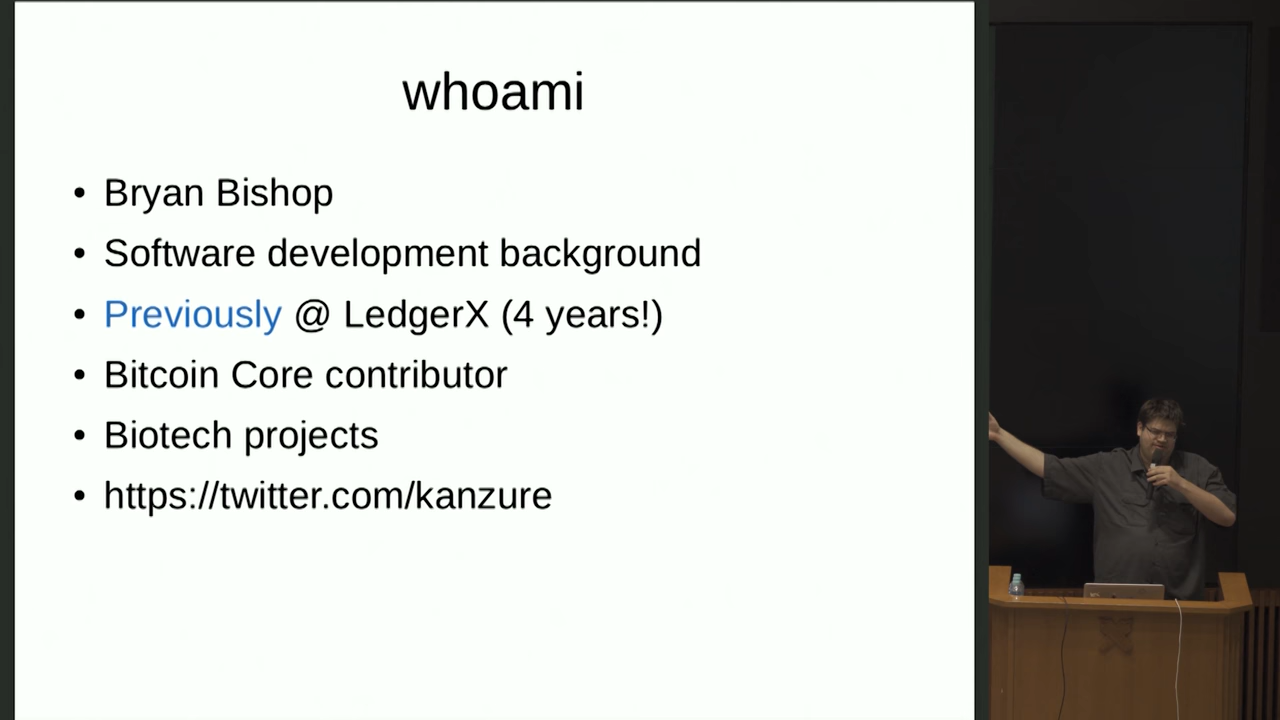 whoami
• Bryan Bishop
• Software development background
• Previously @ LedgerX (4 years!)
• Bitcoin Core contributor
• Biotech projects
• https://twitter.com/kanzure